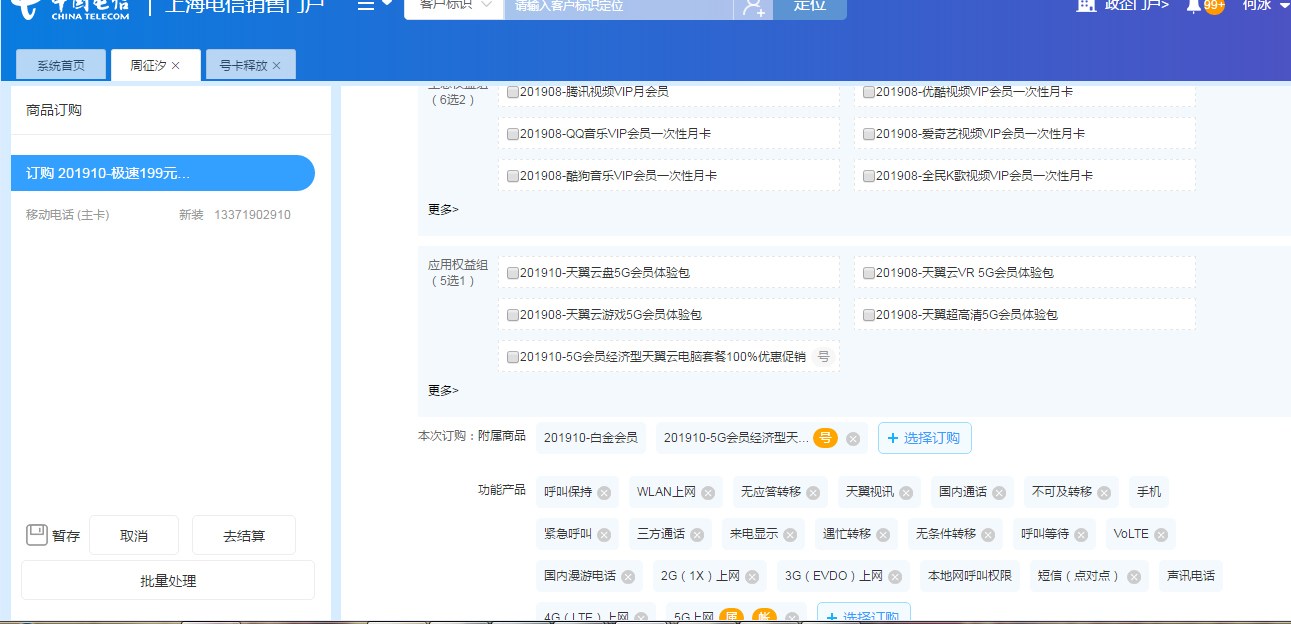 中国电信
CHINA TELECOM
上海电信销售门户
客户标识
请输入客户标识定位
定位
政企门户>
99+
何冰
系统首页
周征汐 ×
号卡释放 ×
商品订购
订购 201910-极速199元...
移动电话 (主卡) 新装 13371902910
暂存
取消
去结算
批量处理
（6选2）
201908-腾讯视频VIP月会员
201908-优酷视频VIP会员一次性月卡
201908-QQ音乐VIP会员一次性月卡
201908-爱奇艺视频VIP会员一次性月卡
201908-酷狗音乐VIP会员一次性月卡
201908-全民K歌视频VIP会员一次性月卡
更多>
应用权益组
（5选1）
201910-天翼云盘5G会员体验包
201908-天翼云VR 5G会员体验包
201908-天翼云游戏5G会员体验包
201908-天翼超高清5G会员体验包
201910-5G会员经济型天翼云电脑套餐100%优惠促销 号
更多>
本次订购：附属商品 201910-白金会员 201910-5G会员经济型天... 号 + 选择订购
功能产品 呼叫保持 WLAN上网 无应答转移 天翼视讯 国内通话 不可及转移 手机
紧急呼叫 三方通话 来电显示 遇忙转移 无条件转移 呼叫等待 VoLTE
国内漫游电话 2G（1X）上网 3G（EVDO）上网 本地网呼叫权限 短信（点对点） 声讯电话
4G（LTE）上网 5G上网 + 选择订购